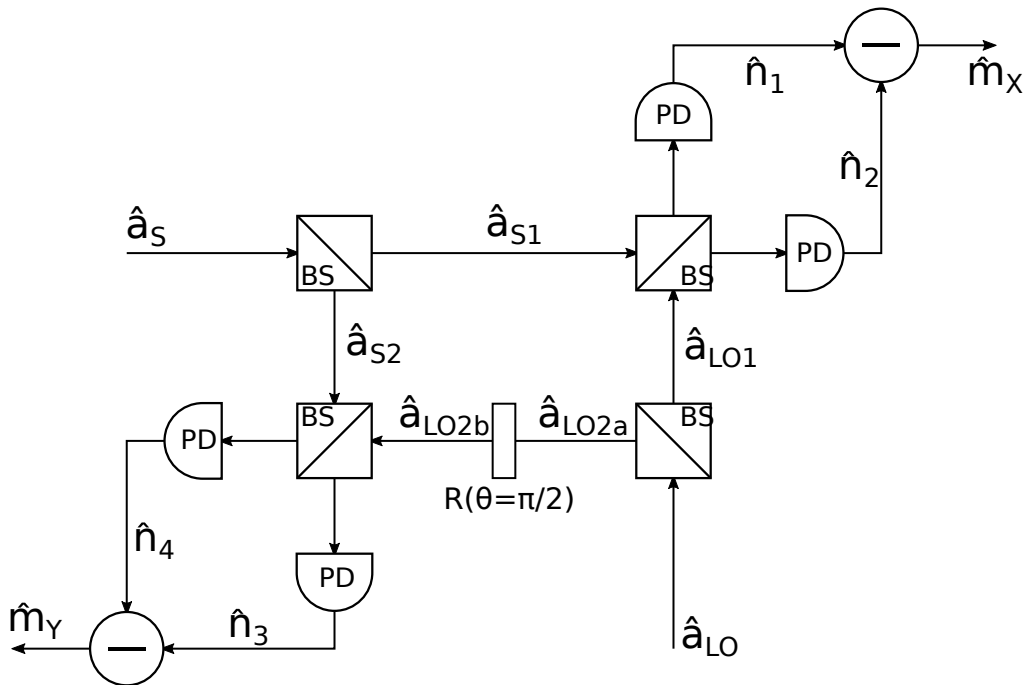 n̂₁
m̂X
PD
n̂₂
âS
âS1
PD
BS
BS
âS2
âLO1
BS
âLO2b
âLO2a
BS
PD
R(θ=π/2)
n̂₄
PD
m̂Y
n̂₃
âLO